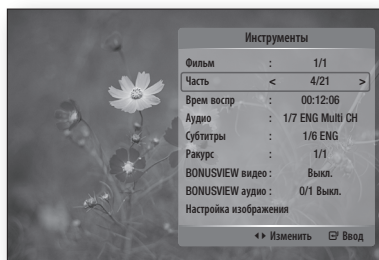 Инструменты
Фильм : 1/1
Часть < 4/21 >
Врем воспр : 00:12:06
Аудио : 1/7 ENG Multi CH
Субтитры : 1/6 ENG
Ракурс : 1/1
BONUSVIEW видео : Выкл.
BONUSVIEW аудио : 0/1 Выкл.
Настройка изображения
◄► Изменить Ввод